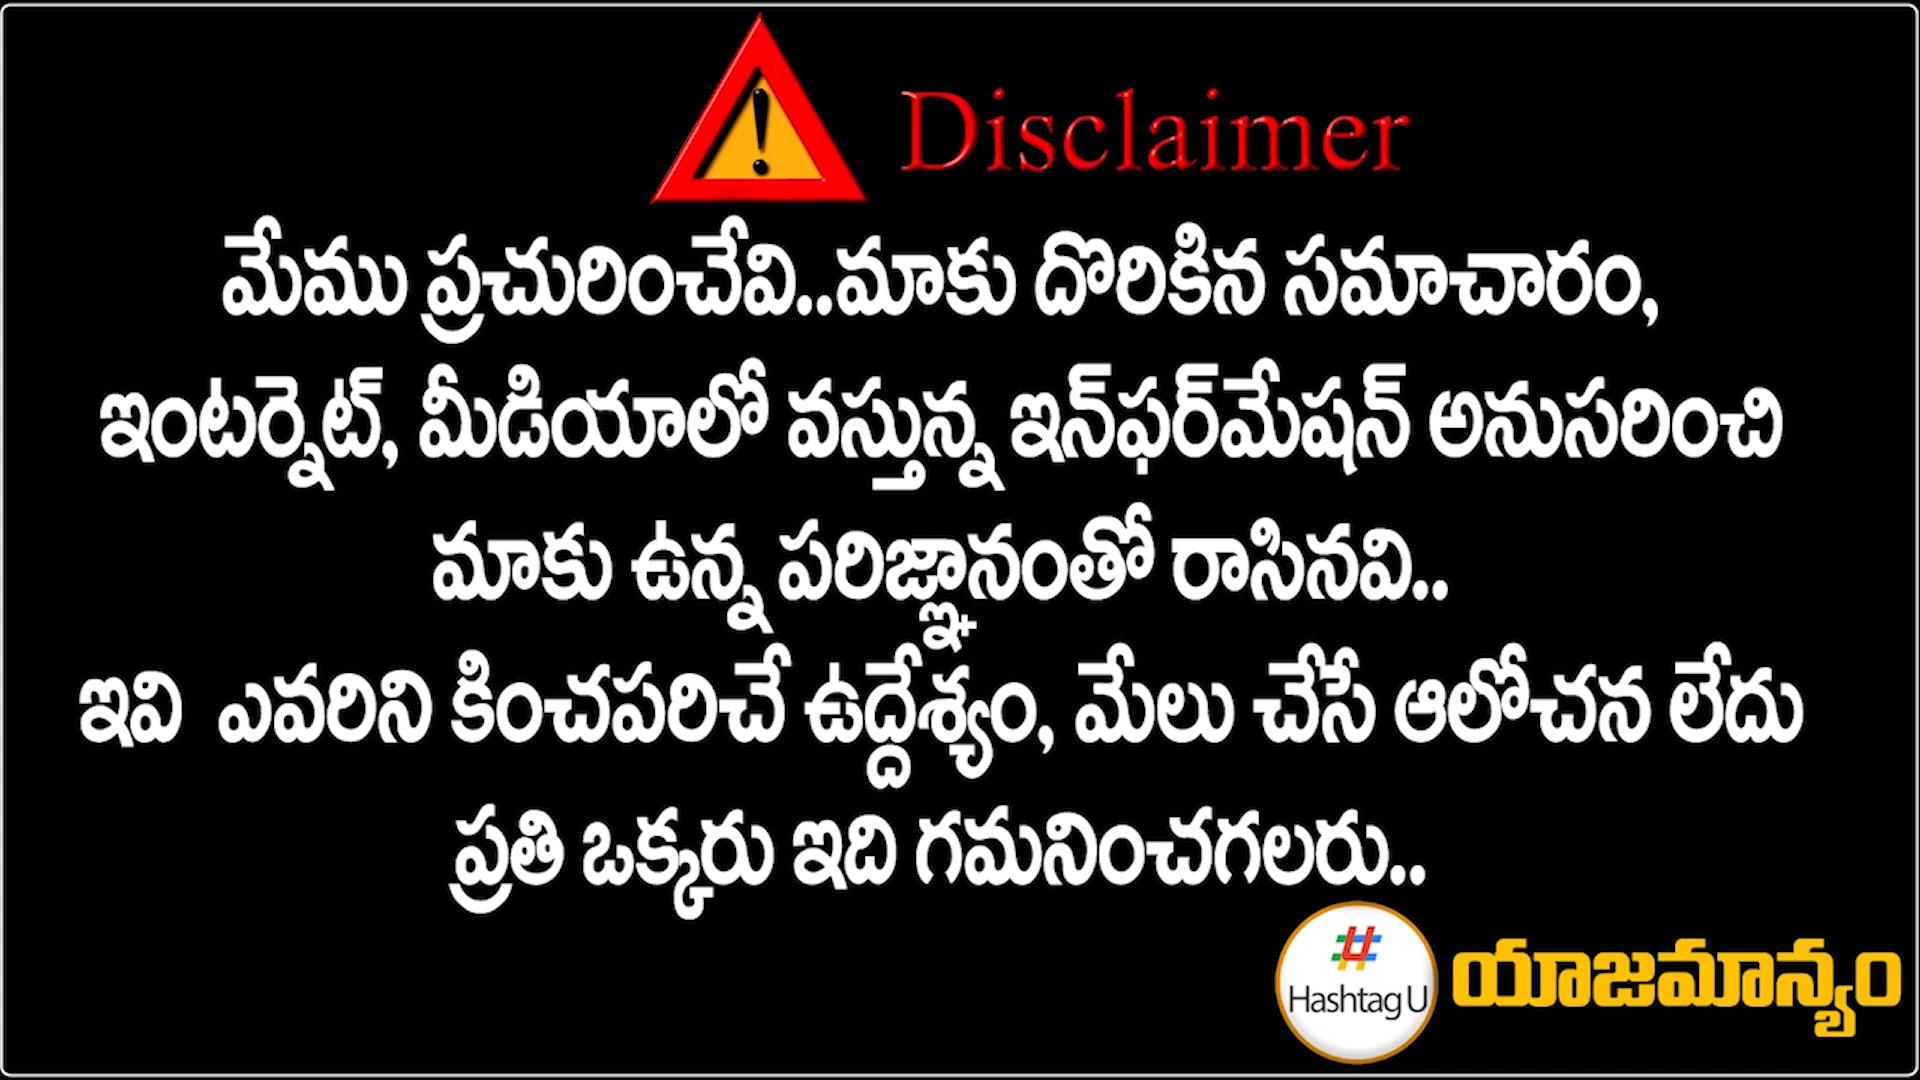 Disclaimer
మేము ప్రచురించేవి..మాకు దొరికిన సమాచారం,
ఇంటర్నెట్, మీడియాలో వస్తున్న ఇన్‌ఫర్‌మేషన్ అనుసరించి
మాకు ఉన్న పరిజ్ఞానంతో రాసినవి..
ఇవి ఎవరిని కించపరిచే ఉద్దేశ్యం, మేలు చేసే ఆలోచన లేదు
ప్రతి ఒక్కరు ఇది గమనించగలరు..
Hashtag U
యాజమాన్యం